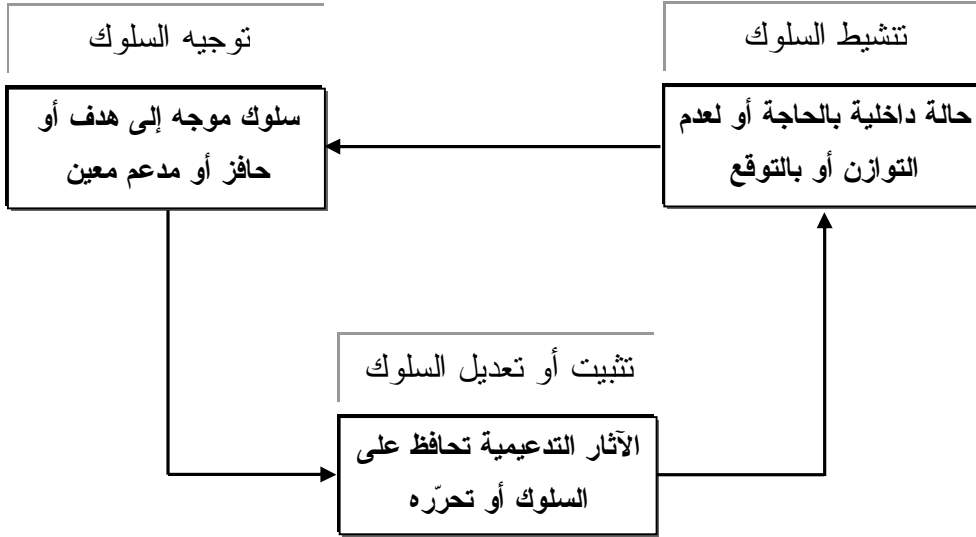 تنشيط السلوك
حالة داخلية بالحاجة أو لعدم
التوازن أو بالتوقع
توجيه السلوك
سلوك موجه إلى هدف أو
حافز أو مدعم معين
تثبيت أو تعديل السلوك
الآثار التدعيمية تحافظ على
السلوك أو تحرّره